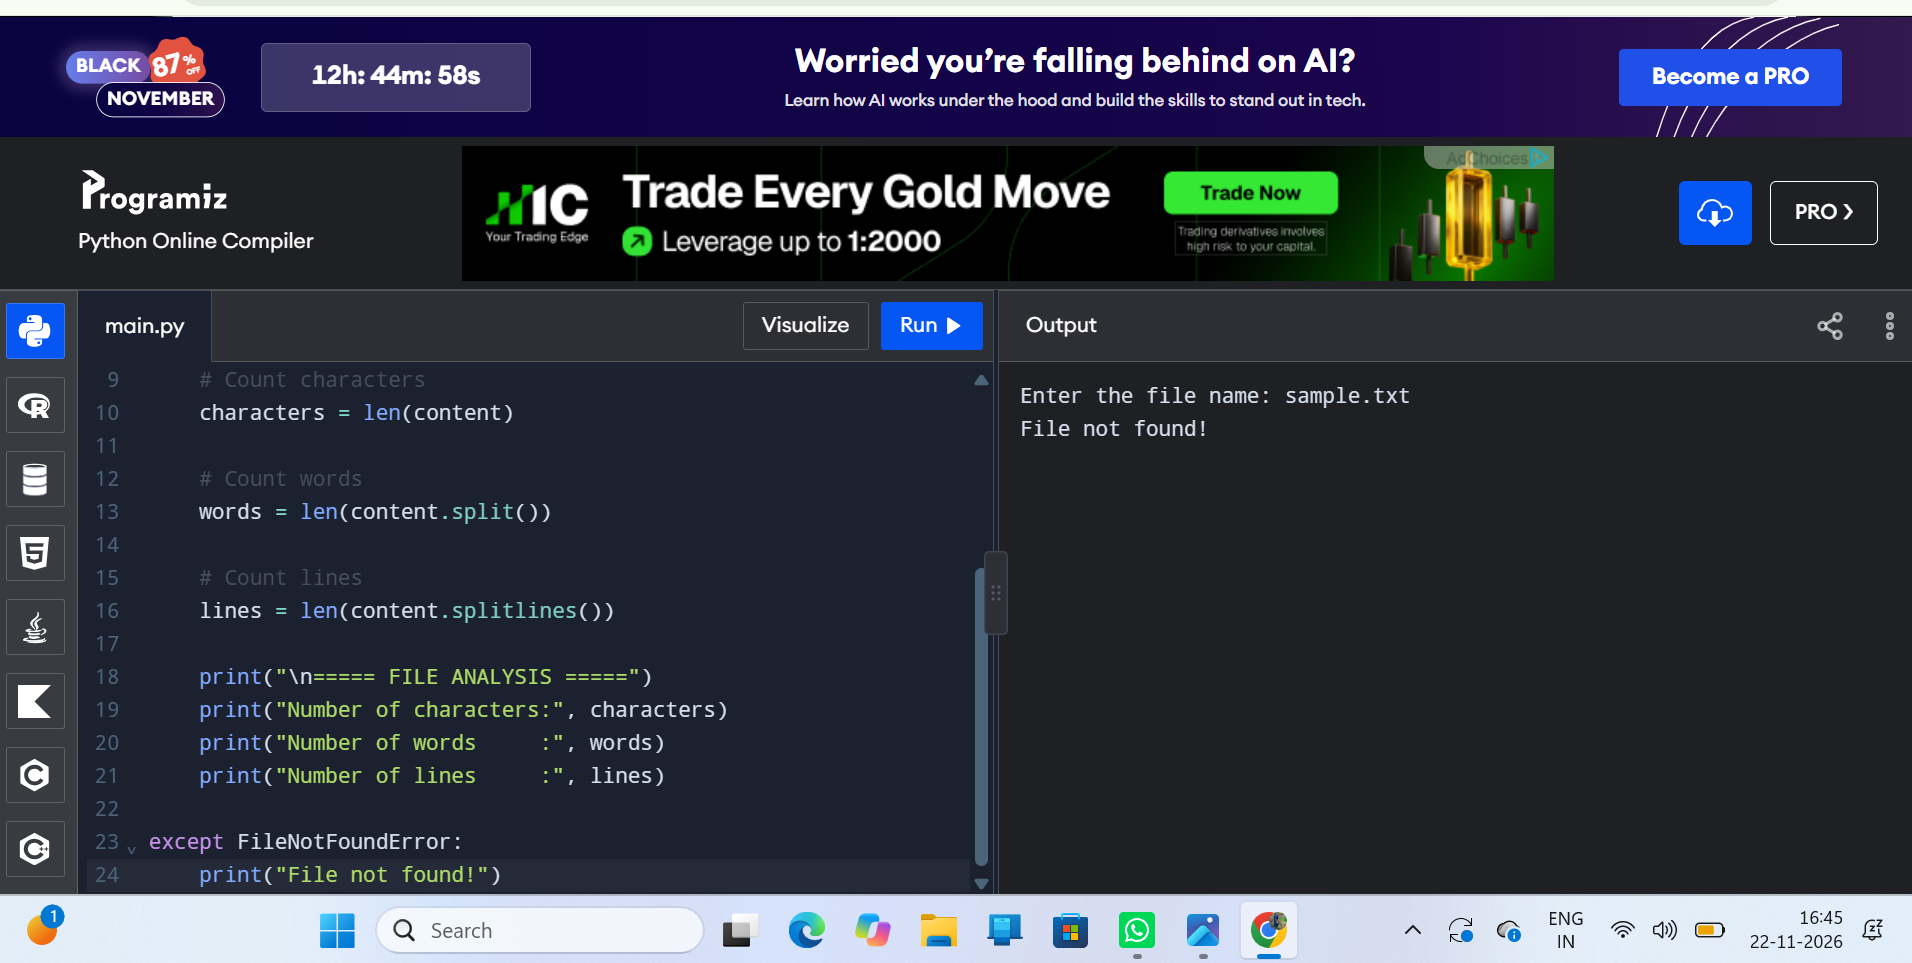 BLACK 87% OFF
NOVEMBER
12h: 44m: 58s
Worried you're falling behind on AI?
Learn how AI works under the hood and build the skills to stand out in tech.
Become a PRO
Programiz
Python Online Compiler
IC
Your Trading Edge
Trade Every Gold Move
Leverage up to 1:2000
Trade Now
Trading derivatives involves
high risk to your capital.
AdChoices
PRO
main.py
Visualize
Run
Output
9 # Count characters
10 characters = len(content)
11
12 # Count words
13 words = len(content.split())
14
15 # Count lines
16 lines = len(content.splitlines())
17
18 print("\n===== FILE ANALYSIS =====")
19 print("Number of characters:", characters)
20 print("Number of words     :", words)
21 print("Number of lines     :", lines)
22
23 except FileNotFoundError:
24 print("File not found!")
Enter the file name: sample.txt
File not found!
1
Search
ENG
IN
16:45
22-11-2026